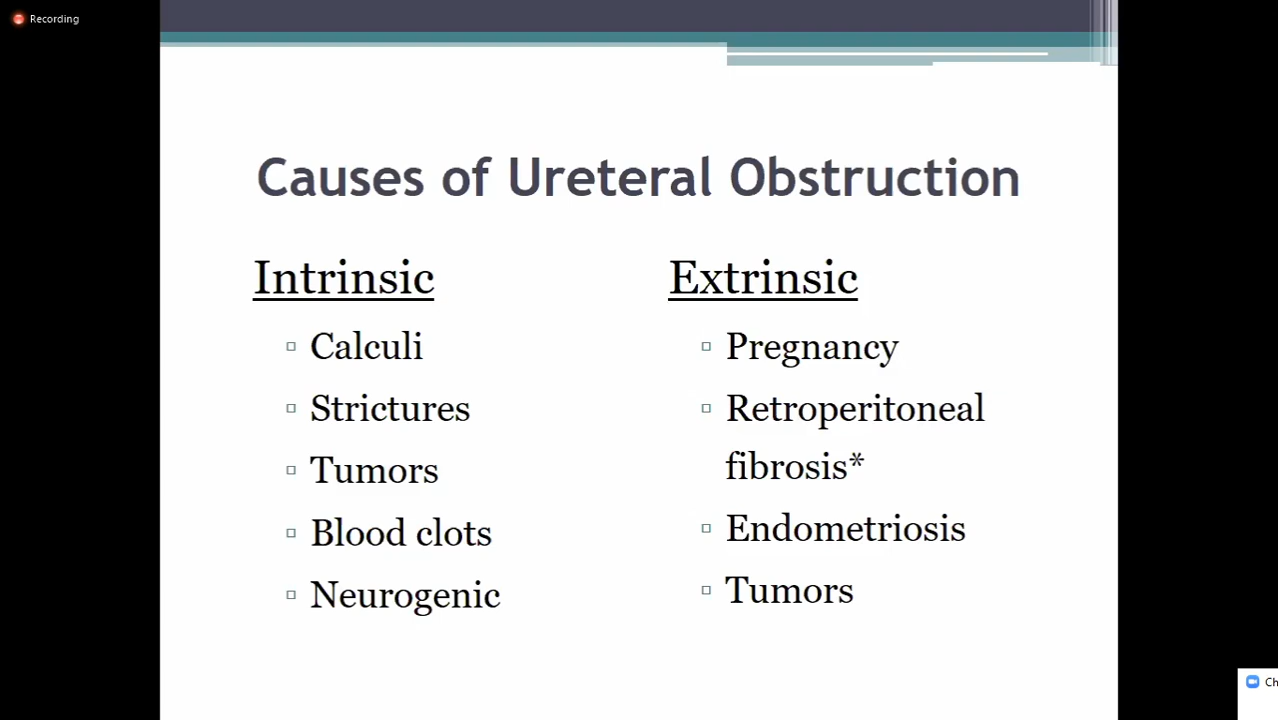 Recording
Causes of Ureteral Obstruction
Intrinsic
Calculi
Strictures
Tumors
Blood clots
Neurogenic
Extrinsic
Pregnancy
Retroperitoneal
fibrosis*
Endometriosis
Tumors